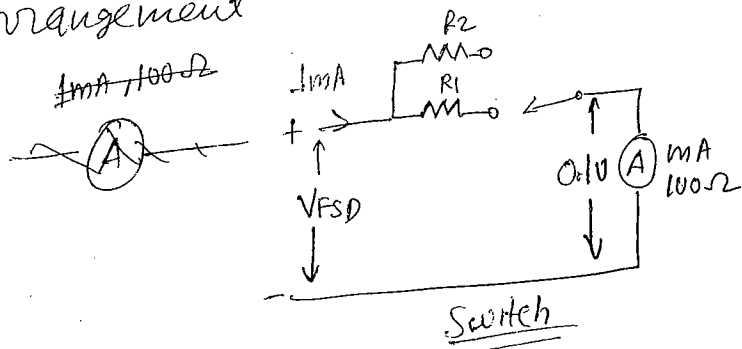 rrangement
1mA, 100Ω
A
R2
1mA
R1
+
VFSD
0.1V
A
mA
100Ω
-
Switch